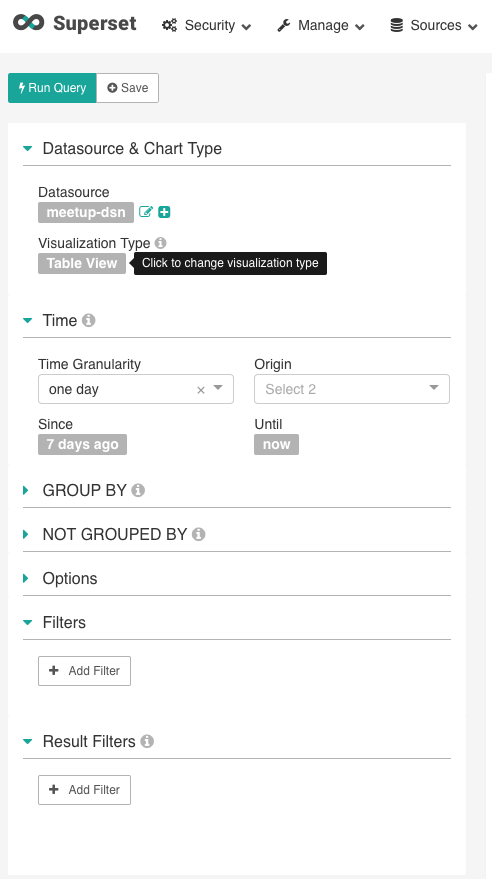 Superset Security Manage Sources
Run Query Save
Datasource & Chart Type
Datasource
meetup-dsn
Visualization Type
Table View Click to change visualization type
Time
Time Granularity Origin
one day × Select 2
Since Until
7 days ago now
GROUP BY
NOT GROUPED BY
Options
Filters
Add Filter
Result Filters
Add Filter